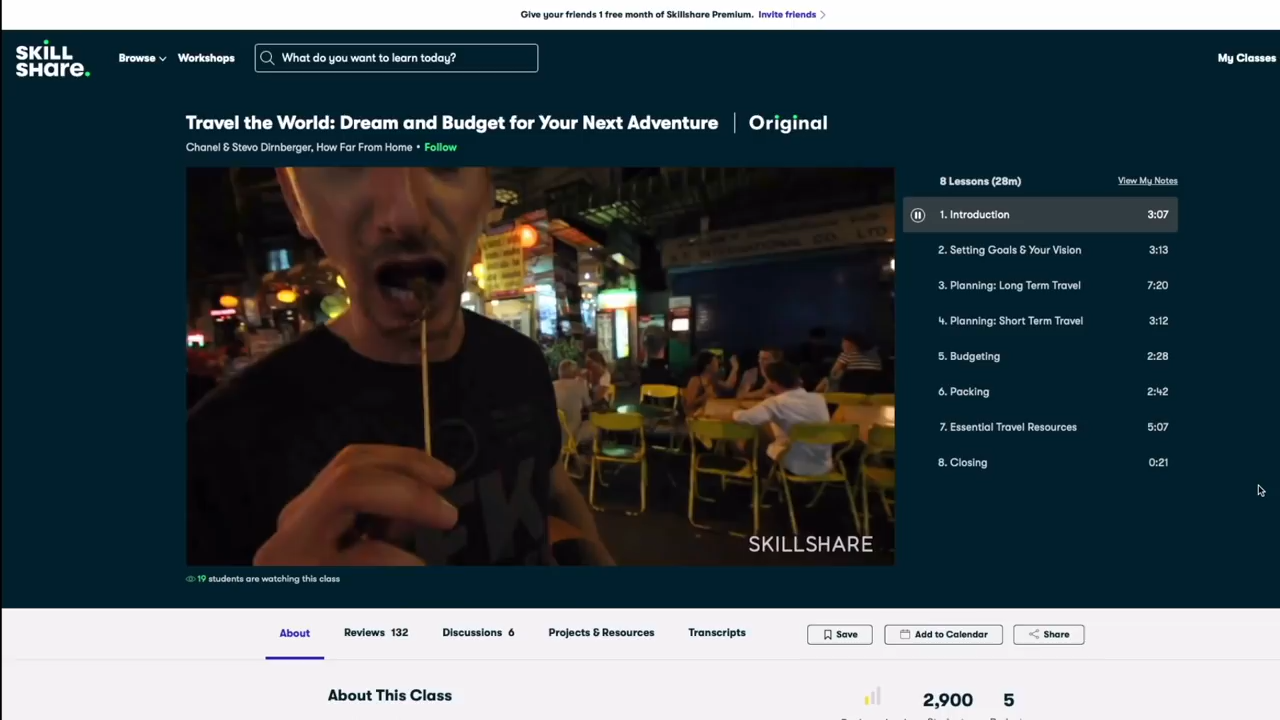 Give your friends 1 free month of Skillshare Premium. Invite friends
SKILL
SHare.
Browse
Workshops
What do you want to learn today?
My Classes
Travel the World: Dream and Budget for Your Next Adventure | Original
Chanel & Stevo Dirnberger, How Far From Home • Follow
8 Lessons (28m)
View My Notes
1. Introduction 3:07
2. Setting Goals & Your Vision 3:13
3. Planning: Long Term Travel 7:20
4. Planning: Short Term Travel 3:12
5. Budgeting 2:28
6. Packing 2:42
7. Essential Travel Resources 5:07
8. Closing 0:21
SKILLSHARE
19 students are watching this class
About
Reviews 132
Discussions 6
Projects & Resources
Transcripts
Save
Add to Calendar
Share
About This Class
2,900
5